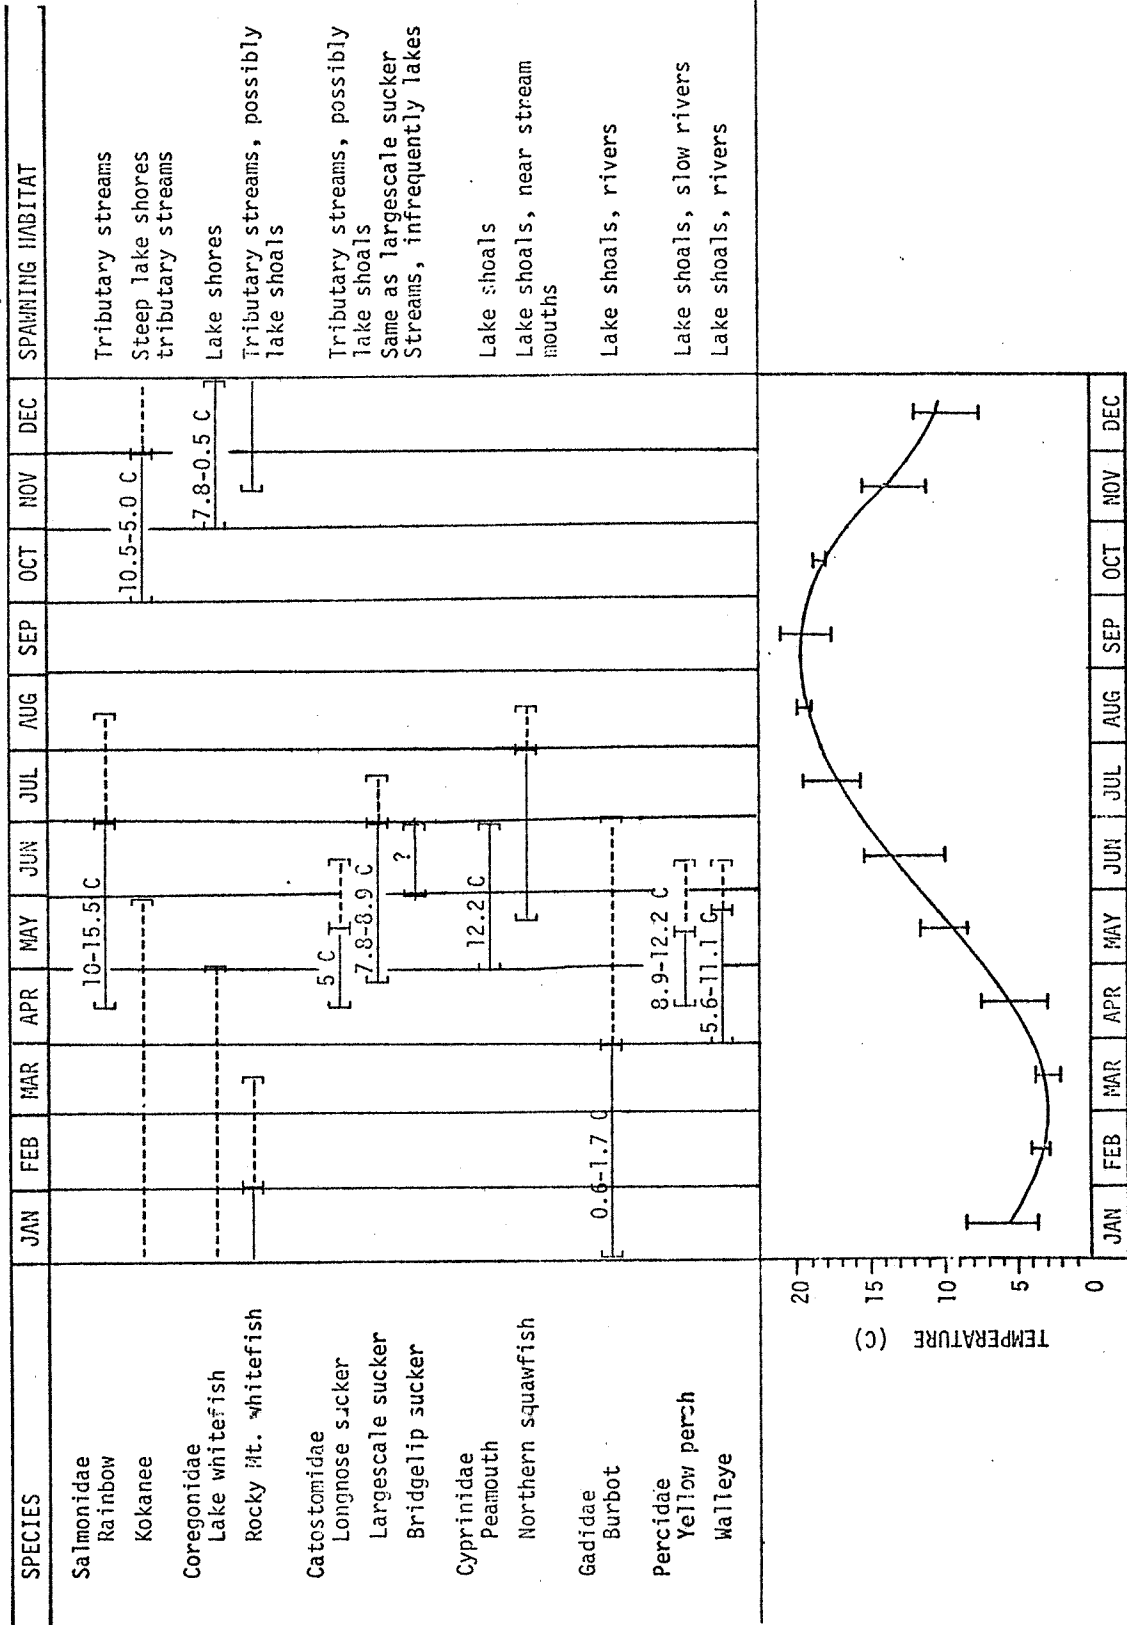 SPECIES JAN FEB MAR APR MAY JUN JUL AUG SEP OCT NOV DEC SPAWNING HABITAT
Salmonidae
Rainbow 10-15.5 C Tributary streams
Kokanee 10.5-5.0 C Steep lake shores
tributary streams
Coregonidae
Lake whitefish 7.8-0.5 C Lake shores
Rocky Mt. whitefish Tributary streams, possibly
lake shoals
Catostomidae
Longnose sucker 5 C Tributary streams, possibly
lake shoals
Largescale sucker 7.8-8.9 C Same as largescale sucker
Bridgelip sucker ? Streams, infrequently lakes
Cyprinidae
Peamouth 12.2 C Lake shoals
Northern squawfish Lake shoals, near stream
mouths
Gadidae
Burbot 0.6-1.7 C Lake shoals, rivers
Percidae
Yellow perch 8.9-12.2 C Lake shoals, slow rivers
Walleye 5.6-11.1 C Lake shoals, rivers
TEMPERATURE (C)
20
15
10
5
0
JAN FEB MAR APR MAY JUN JUL AUG SEP OCT NOV DEC